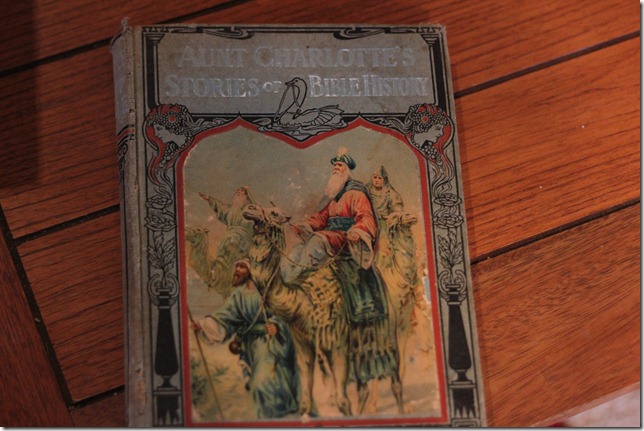 AUNT CHARLOTTE'S
STORIES OF BIBLE HISTORY